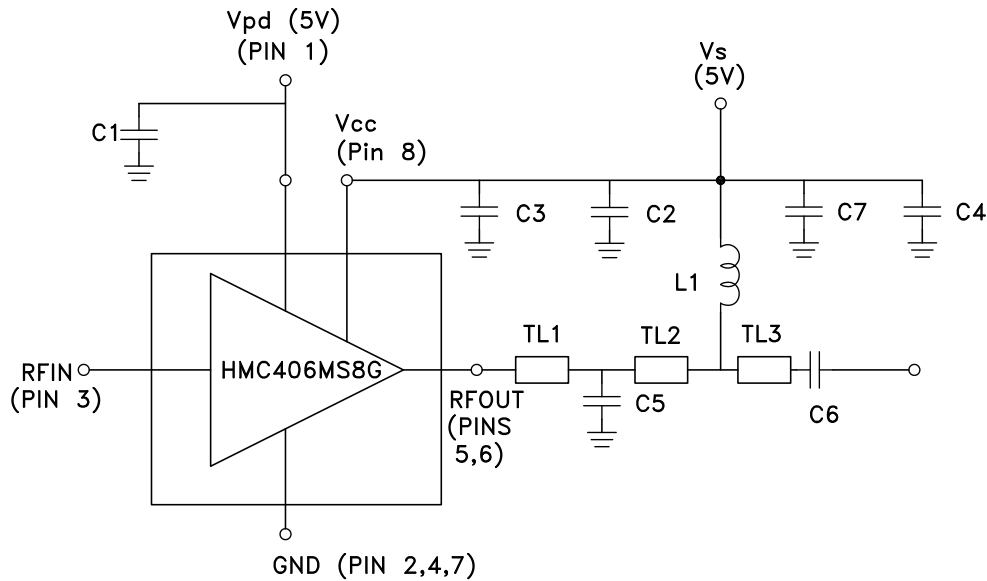 Vpd (5V)
(PIN 1)
C1
Vcc
(Pin 8)
Vs
(5V)
C3
C2
C7
C4
L1
RFIN
(PIN 3)
HMC406MS8G
TL1
TL2
TL3
RFOUT
(PINS
5,6)
C5
C6
GND (PIN 2,4,7)